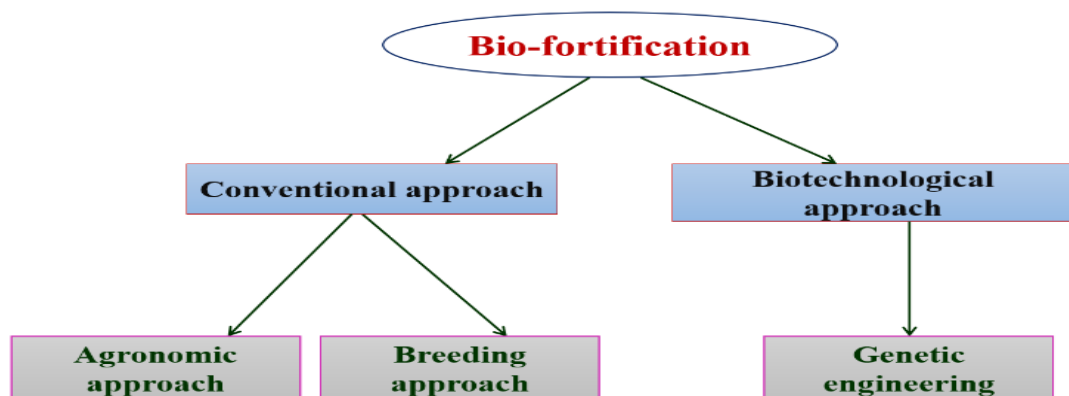 Bio-fortification
Conventional approach
Biotechnological
approach
Agronomic
approach
Breeding
approach
Genetic
engineering